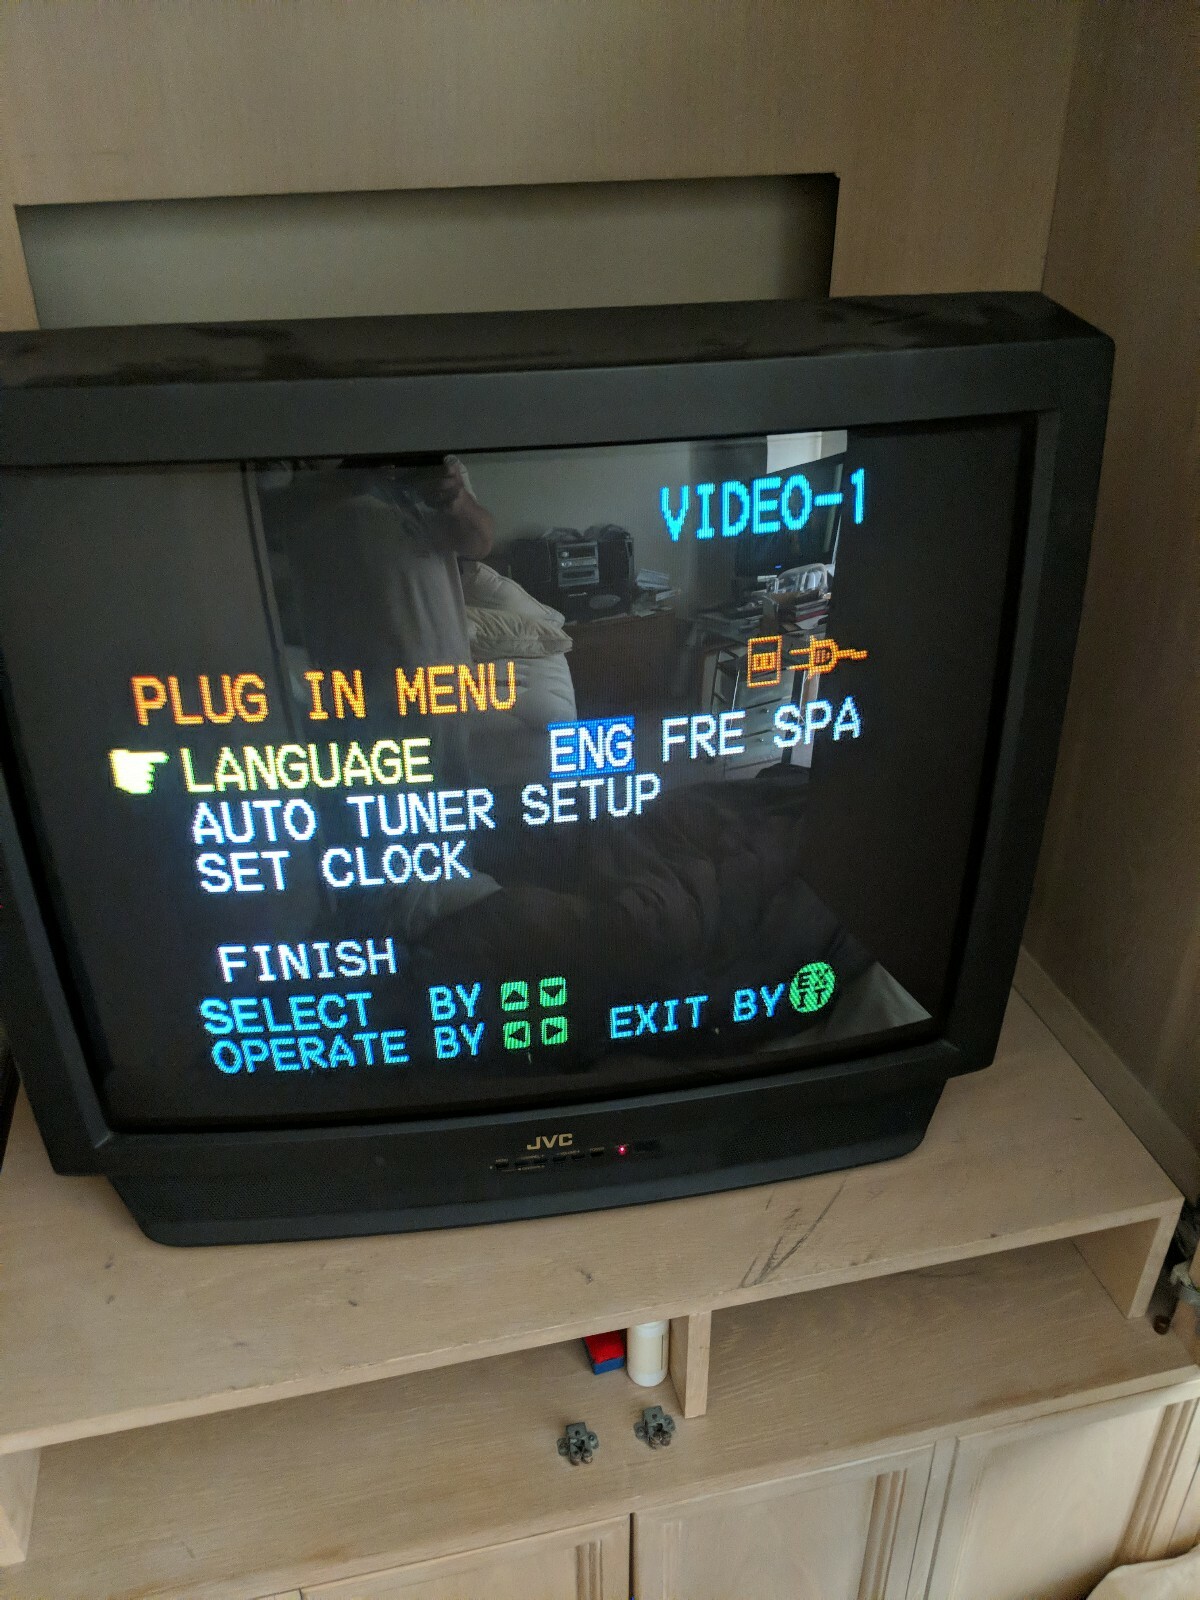 VIDEO-1
PLUG IN MENU
LANGUAGE ENG FRE SPA
AUTO TUNER SETUP
SET CLOCK
FINISH
SELECT BY
OPERATE BY
EXIT BY EXIT
JVC